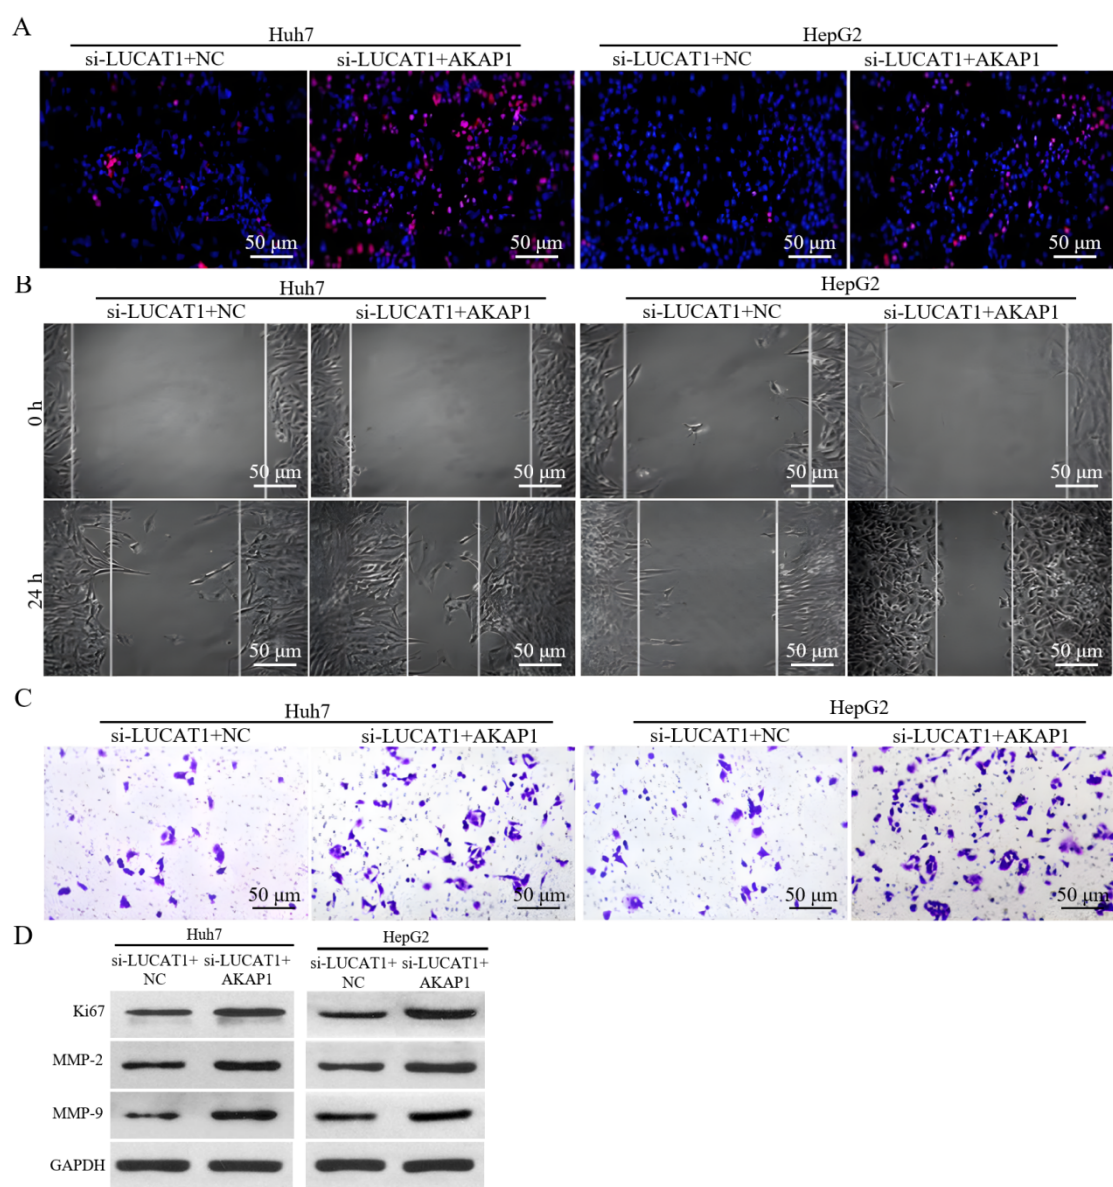 A
Huh7
HepG2
si-LUCAT1+NC
si-LUCAT1+AKAP1
si-LUCAT1+NC
si-LUCAT1+AKAP1
50 μm
50 μm
50 μm
50 μm
B
Huh7
HepG2
si-LUCAT1+NC
si-LUCAT1+AKAP1
si-LUCAT1+NC
si-LUCAT1+AKAP1
0 h
50 μm
50 μm
50 μm
50 μm
24 h
50 μm
50 μm
50 μm
50 μm
C
Huh7
HepG2
si-LUCAT1+NC
si-LUCAT1+AKAP1
si-LUCAT1+NC
si-LUCAT1+AKAP1
50 μm
50 μm
50 μm
50 μm
D
Huh7
HepG2
si-LUCAT1+
NC
si-LUCAT1+
AKAP1
si-LUCAT1+
NC
si-LUCAT1+
AKAP1
Ki67
MMP-2
MMP-9
GAPDH